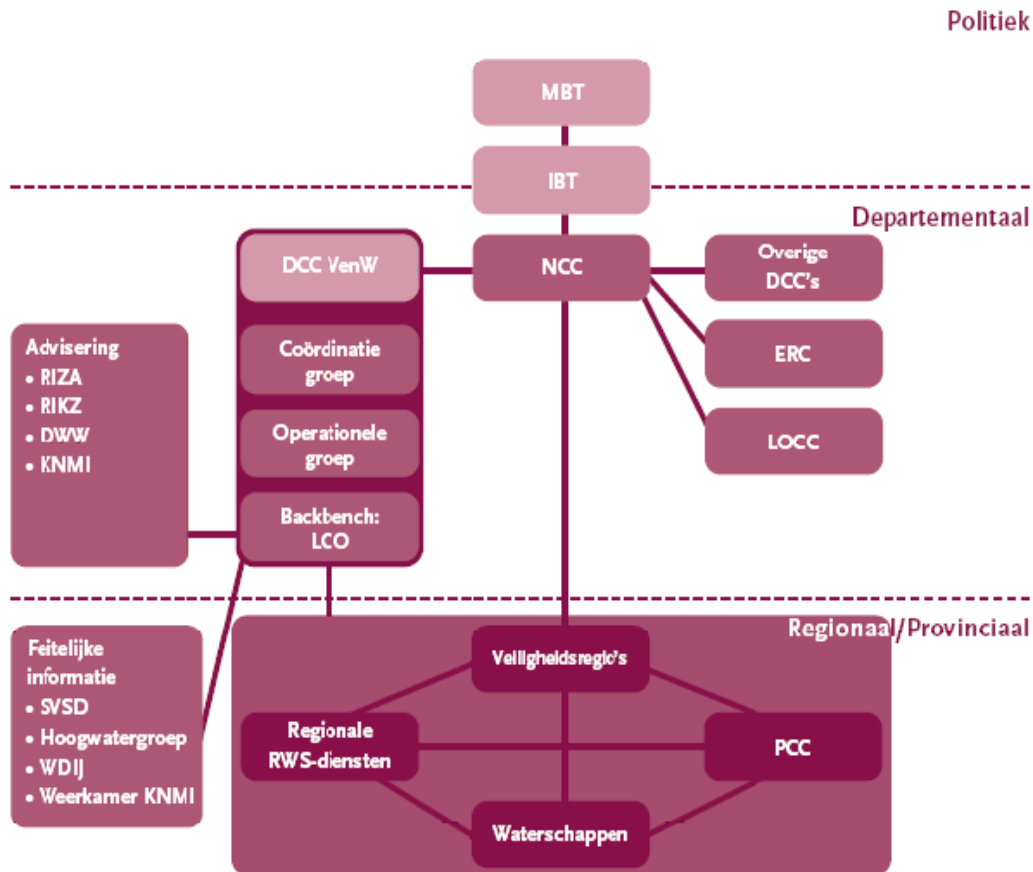 Politiek
MBT
IBT
Departementaal
DCC VenW
NCC
Overige
DCC's
Coördinatie
groep
ERC
Advisering
• RIZA
• RIKZ
• DWW
• KNMI
Operationele
groep
LOCC
Backbench:
LCO
Regionaal/Provinciaal
Feitelijke
informatie
• SVSD
• Hoogwatergroep
• WDIJ
• Weerkamer KNMI
Veiligheidsregio's
Regionale
RWS-diensten
PCC
Waterschappen